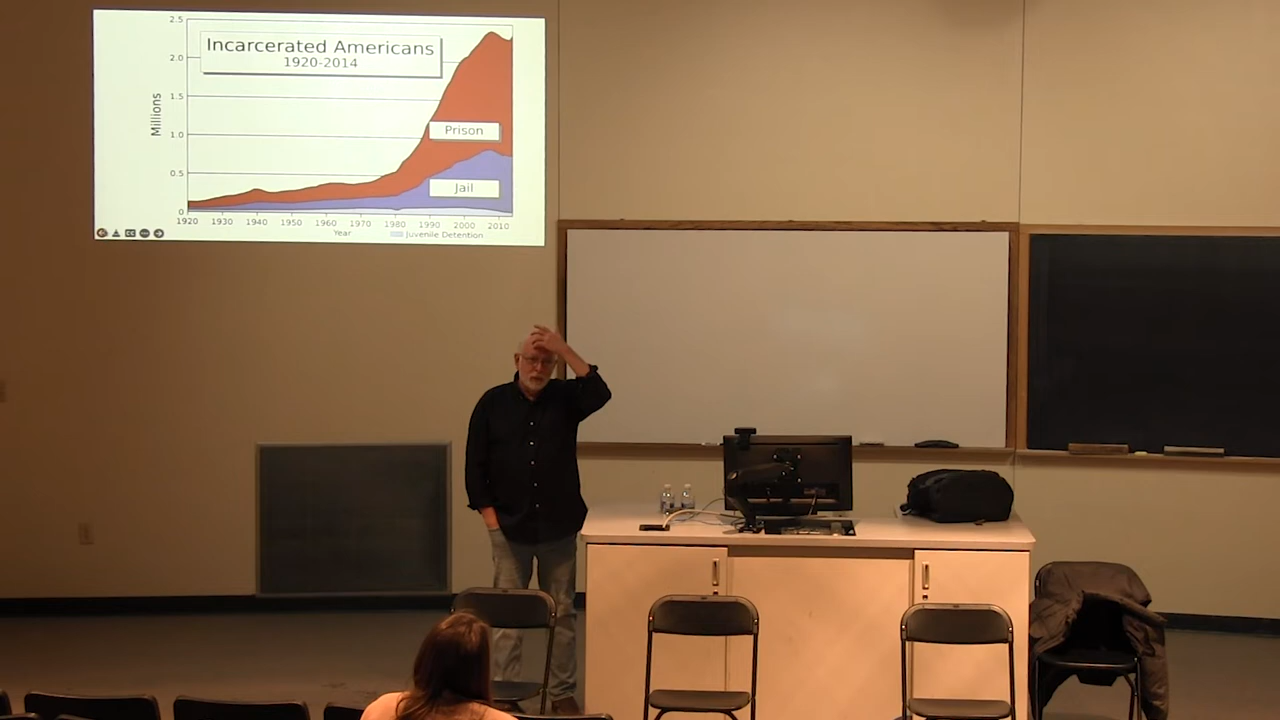 2.5
Incarcerated Americans
1920-2014
2.0
1.5
Millions
Prison
1.0
0.5
Jail
0
1920 1930 1940 1950 1960 1970 1980 1990 2000 2010
Year
Juvenile Detention
CC